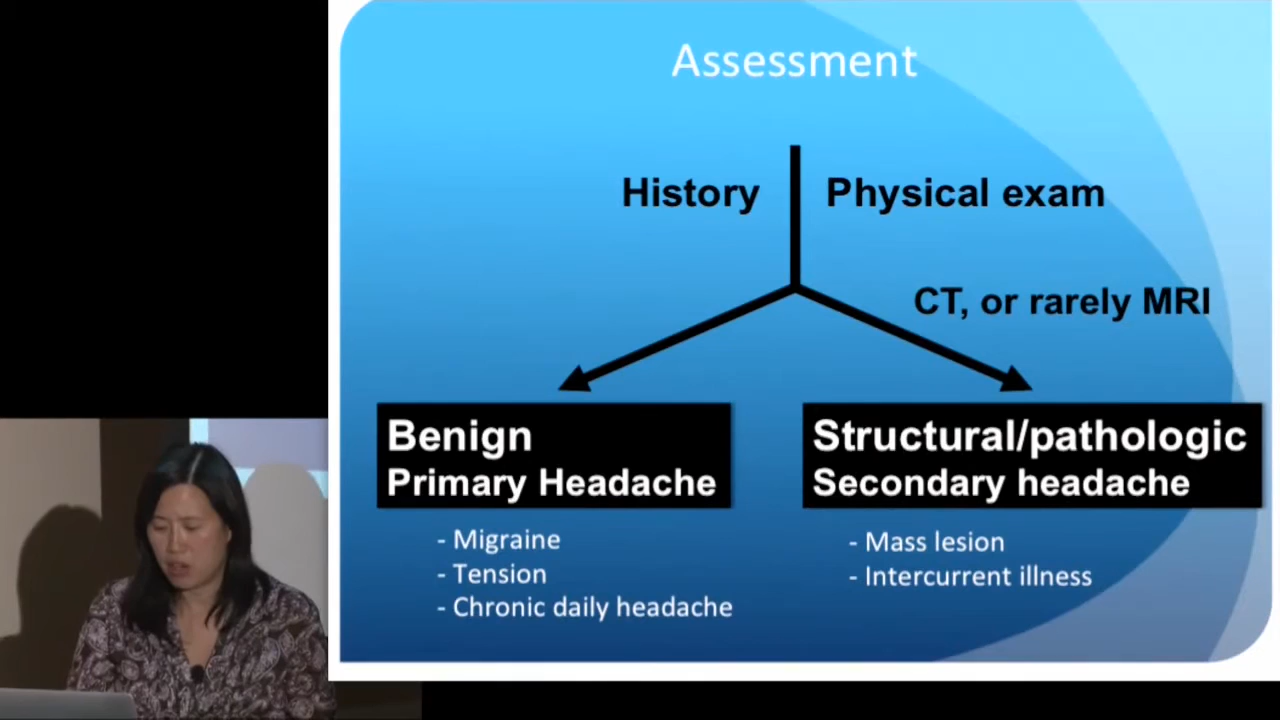 Assessment
History
Physical exam
CT, or rarely MRI
Benign
Primary Headache
- Migraine
- Tension
- Chronic daily headache
Structural/pathologic
Secondary headache
- Mass lesion
- Intercurrent illness